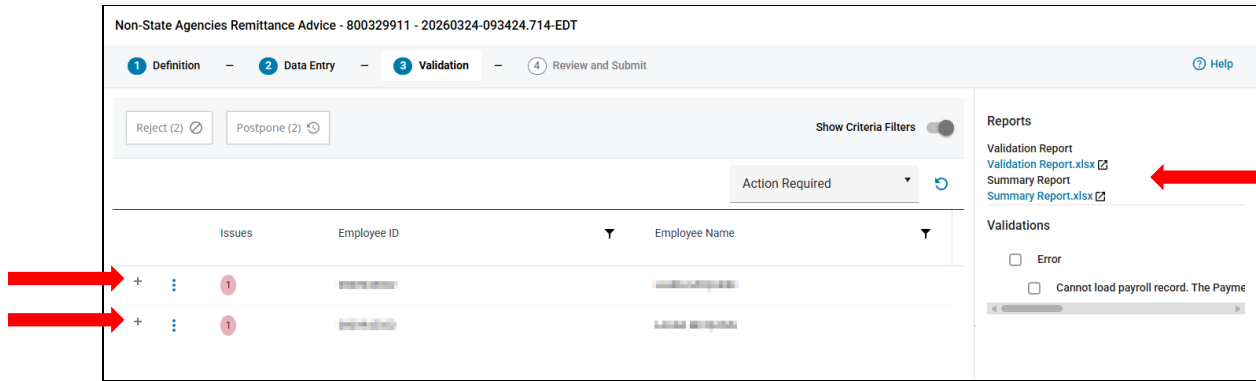 Non-State Agencies Remittance Advice - 800329911 - 20260324-093424.714-EDT
1 Definition – 2 Data Entry – 3 Validation – 4 Review and Submit
Help
Reject (2) Postpone (2)
Show Criteria Filters
Action Required
Issues Employee ID Employee Name
1
1
Reports
Validation Report
Validation Report.xlsx
Summary Report
Summary Report.xlsx
Validations
Error
Cannot load payroll record. The Payme